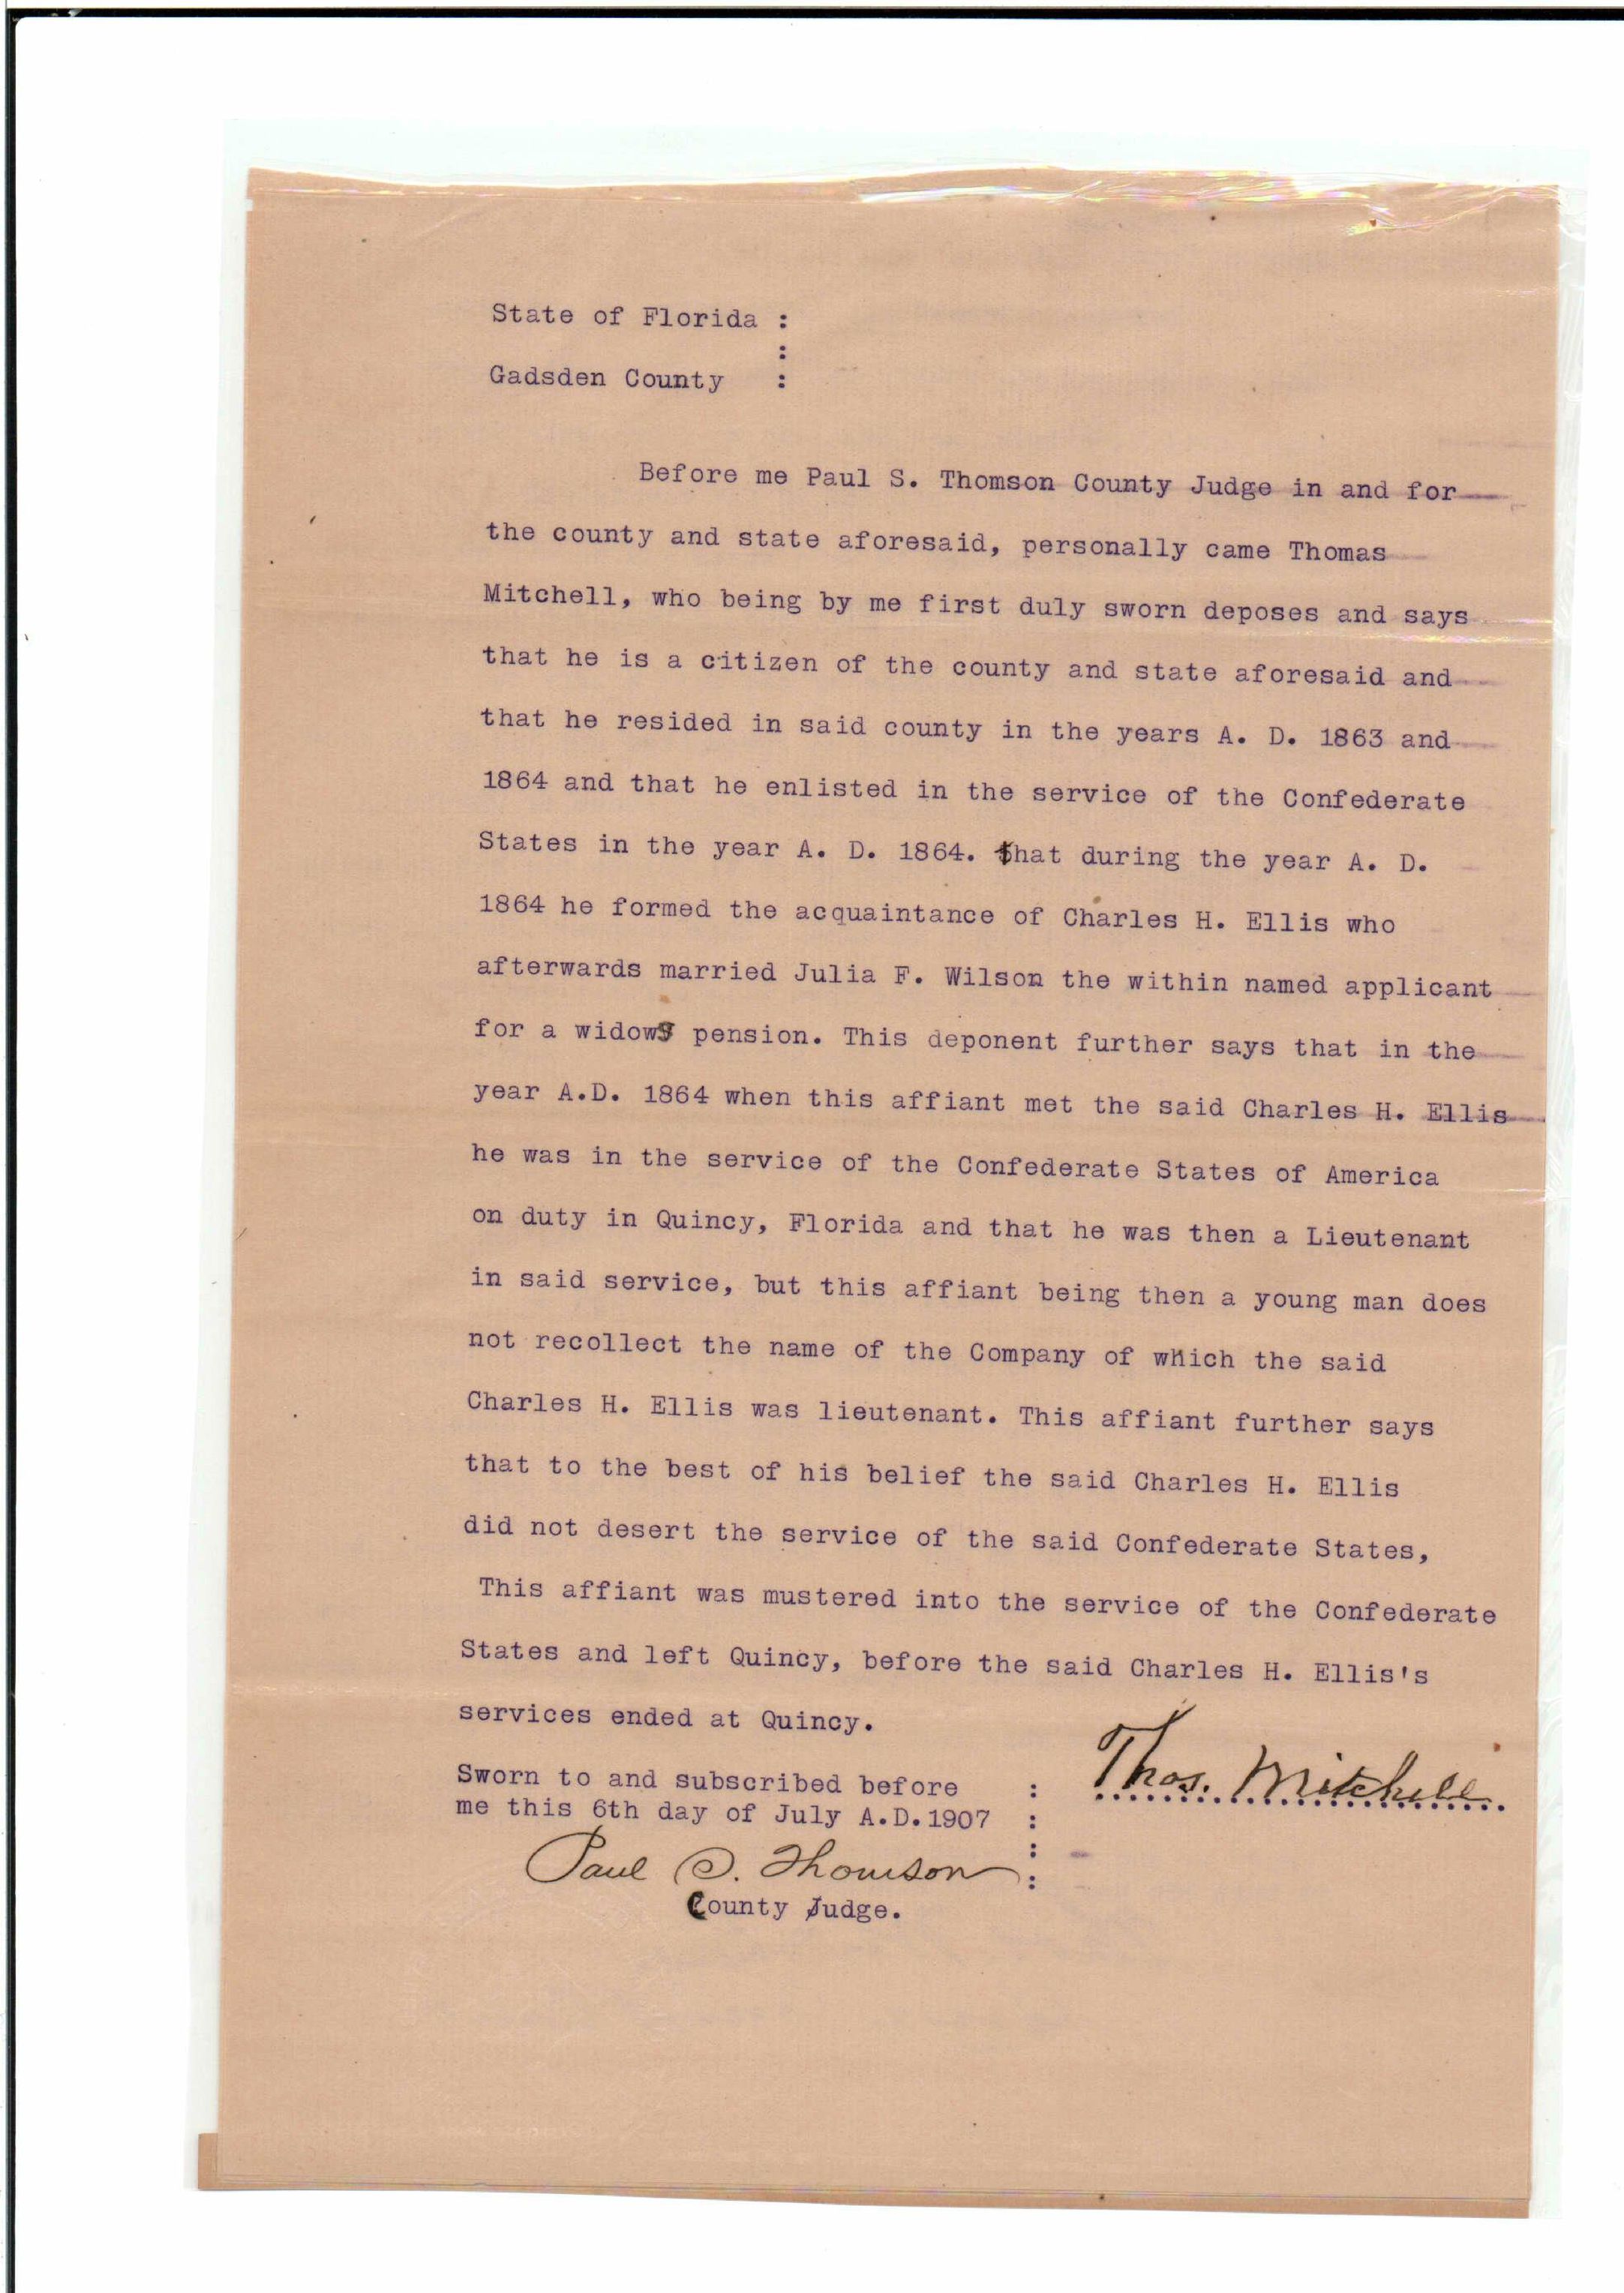 State of Florida :
:
Gadsden County :
Before me Paul S. Thomson County Judge in and for
the county and state aforesaid, personally came Thomas
Mitchell, who being by me first duly sworn deposes and says
that he is a citizen of the county and state aforesaid and
that he resided in said county in the years A. D. 1863 and
1864 and that he enlisted in the service of the Confederate
States in the year A. D. 1864. that during the year A. D.
1864 he formed the acquaintance of Charles H. Ellis who
afterwards married Julia F. Wilson the within named applicant
for a widows pension. This deponent further says that in the
year A.D. 1864 when this affiant met the said Charles H. Ellis
he was in the service of the Confederate States of America
on duty in Quincy, Florida and that he was then a Lieutenant
in said service, but this affiant being then a young man does
not recollect the name of the Company of which the said
Charles H. Ellis was lieutenant. This affiant further says
that to the best of his belief the said Charles H. Ellis
did not desert the service of the said Confederate States,
This affiant was mustered into the service of the Confederate
States and left Quincy, before the said Charles H. Ellis's
services ended at Quincy.
Sworn to and subscribed before : Thos. Mitchell
me this 6th day of July A.D.1907 :
:
Paul S. Thomson :
County Judge.